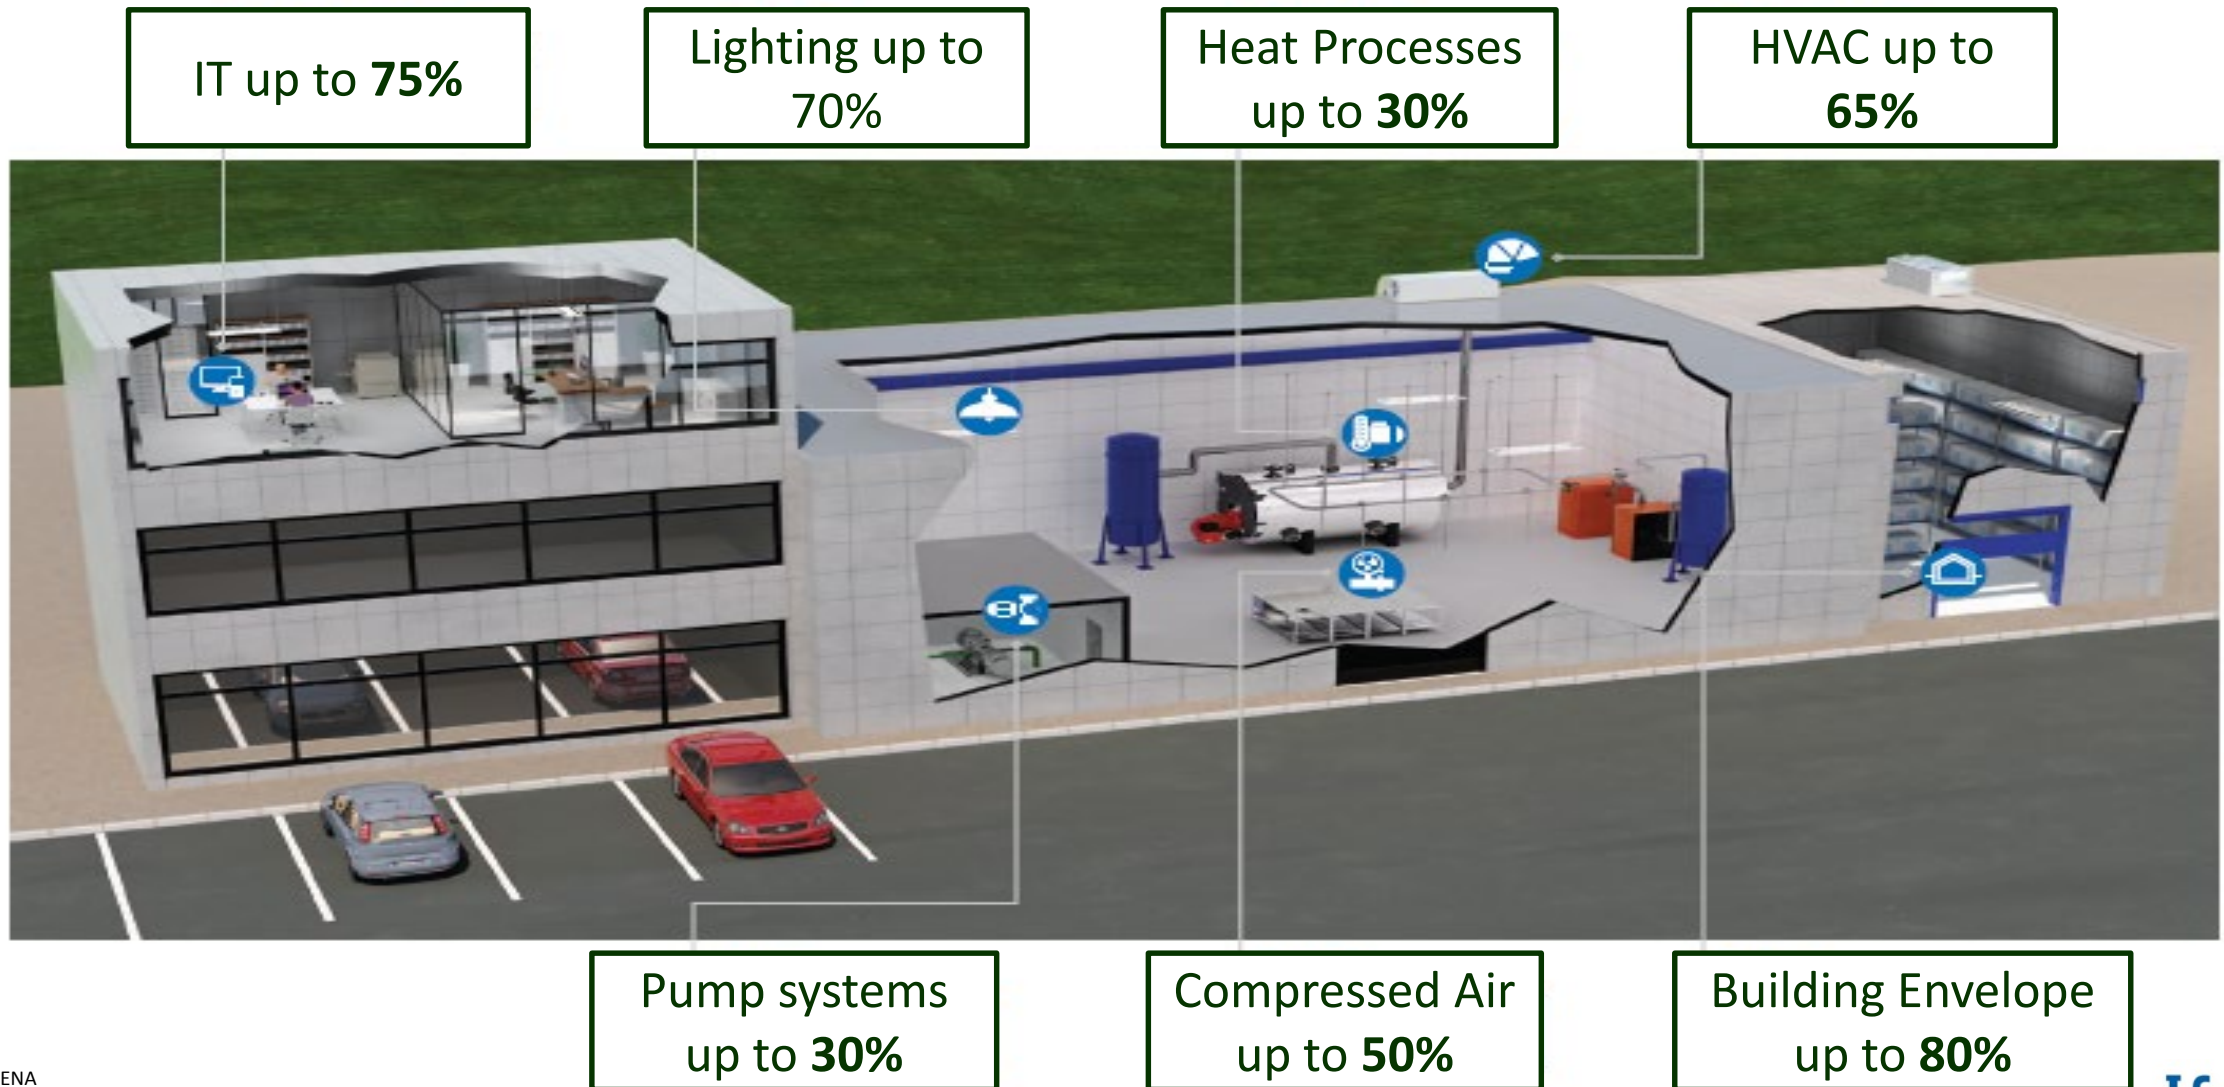 IT up to 75%
Lighting up to
70%
Heat Processes
up to 30%
HVAC up to
65%
Pump systems
up to 30%
Compressed Air
up to 50%
Building Envelope
up to 80%
ENA